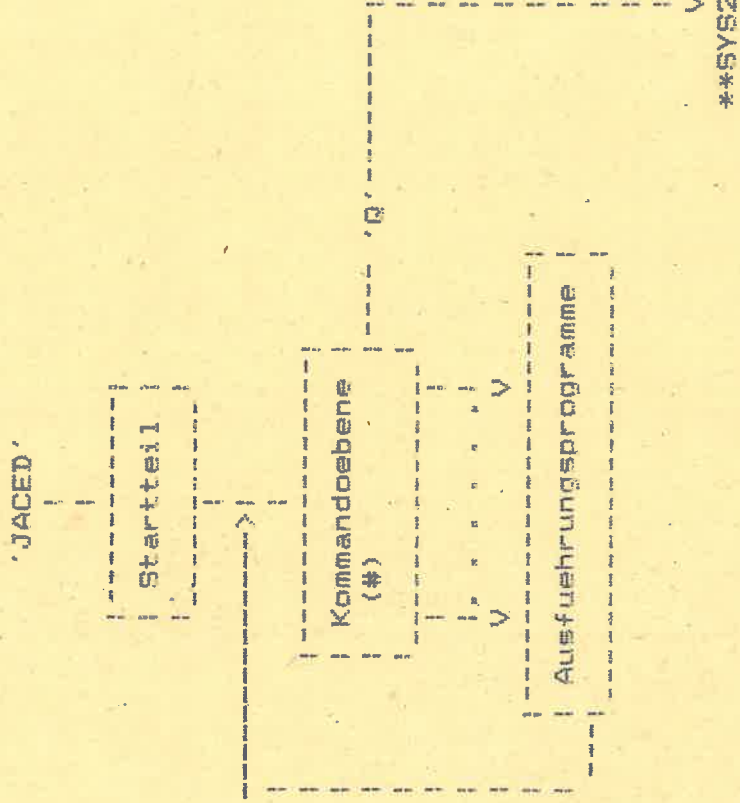 'JACED'
Startteil
Kommandoebene
(#)
'Q'
Ausfuehrungsprogramme
**SYS2